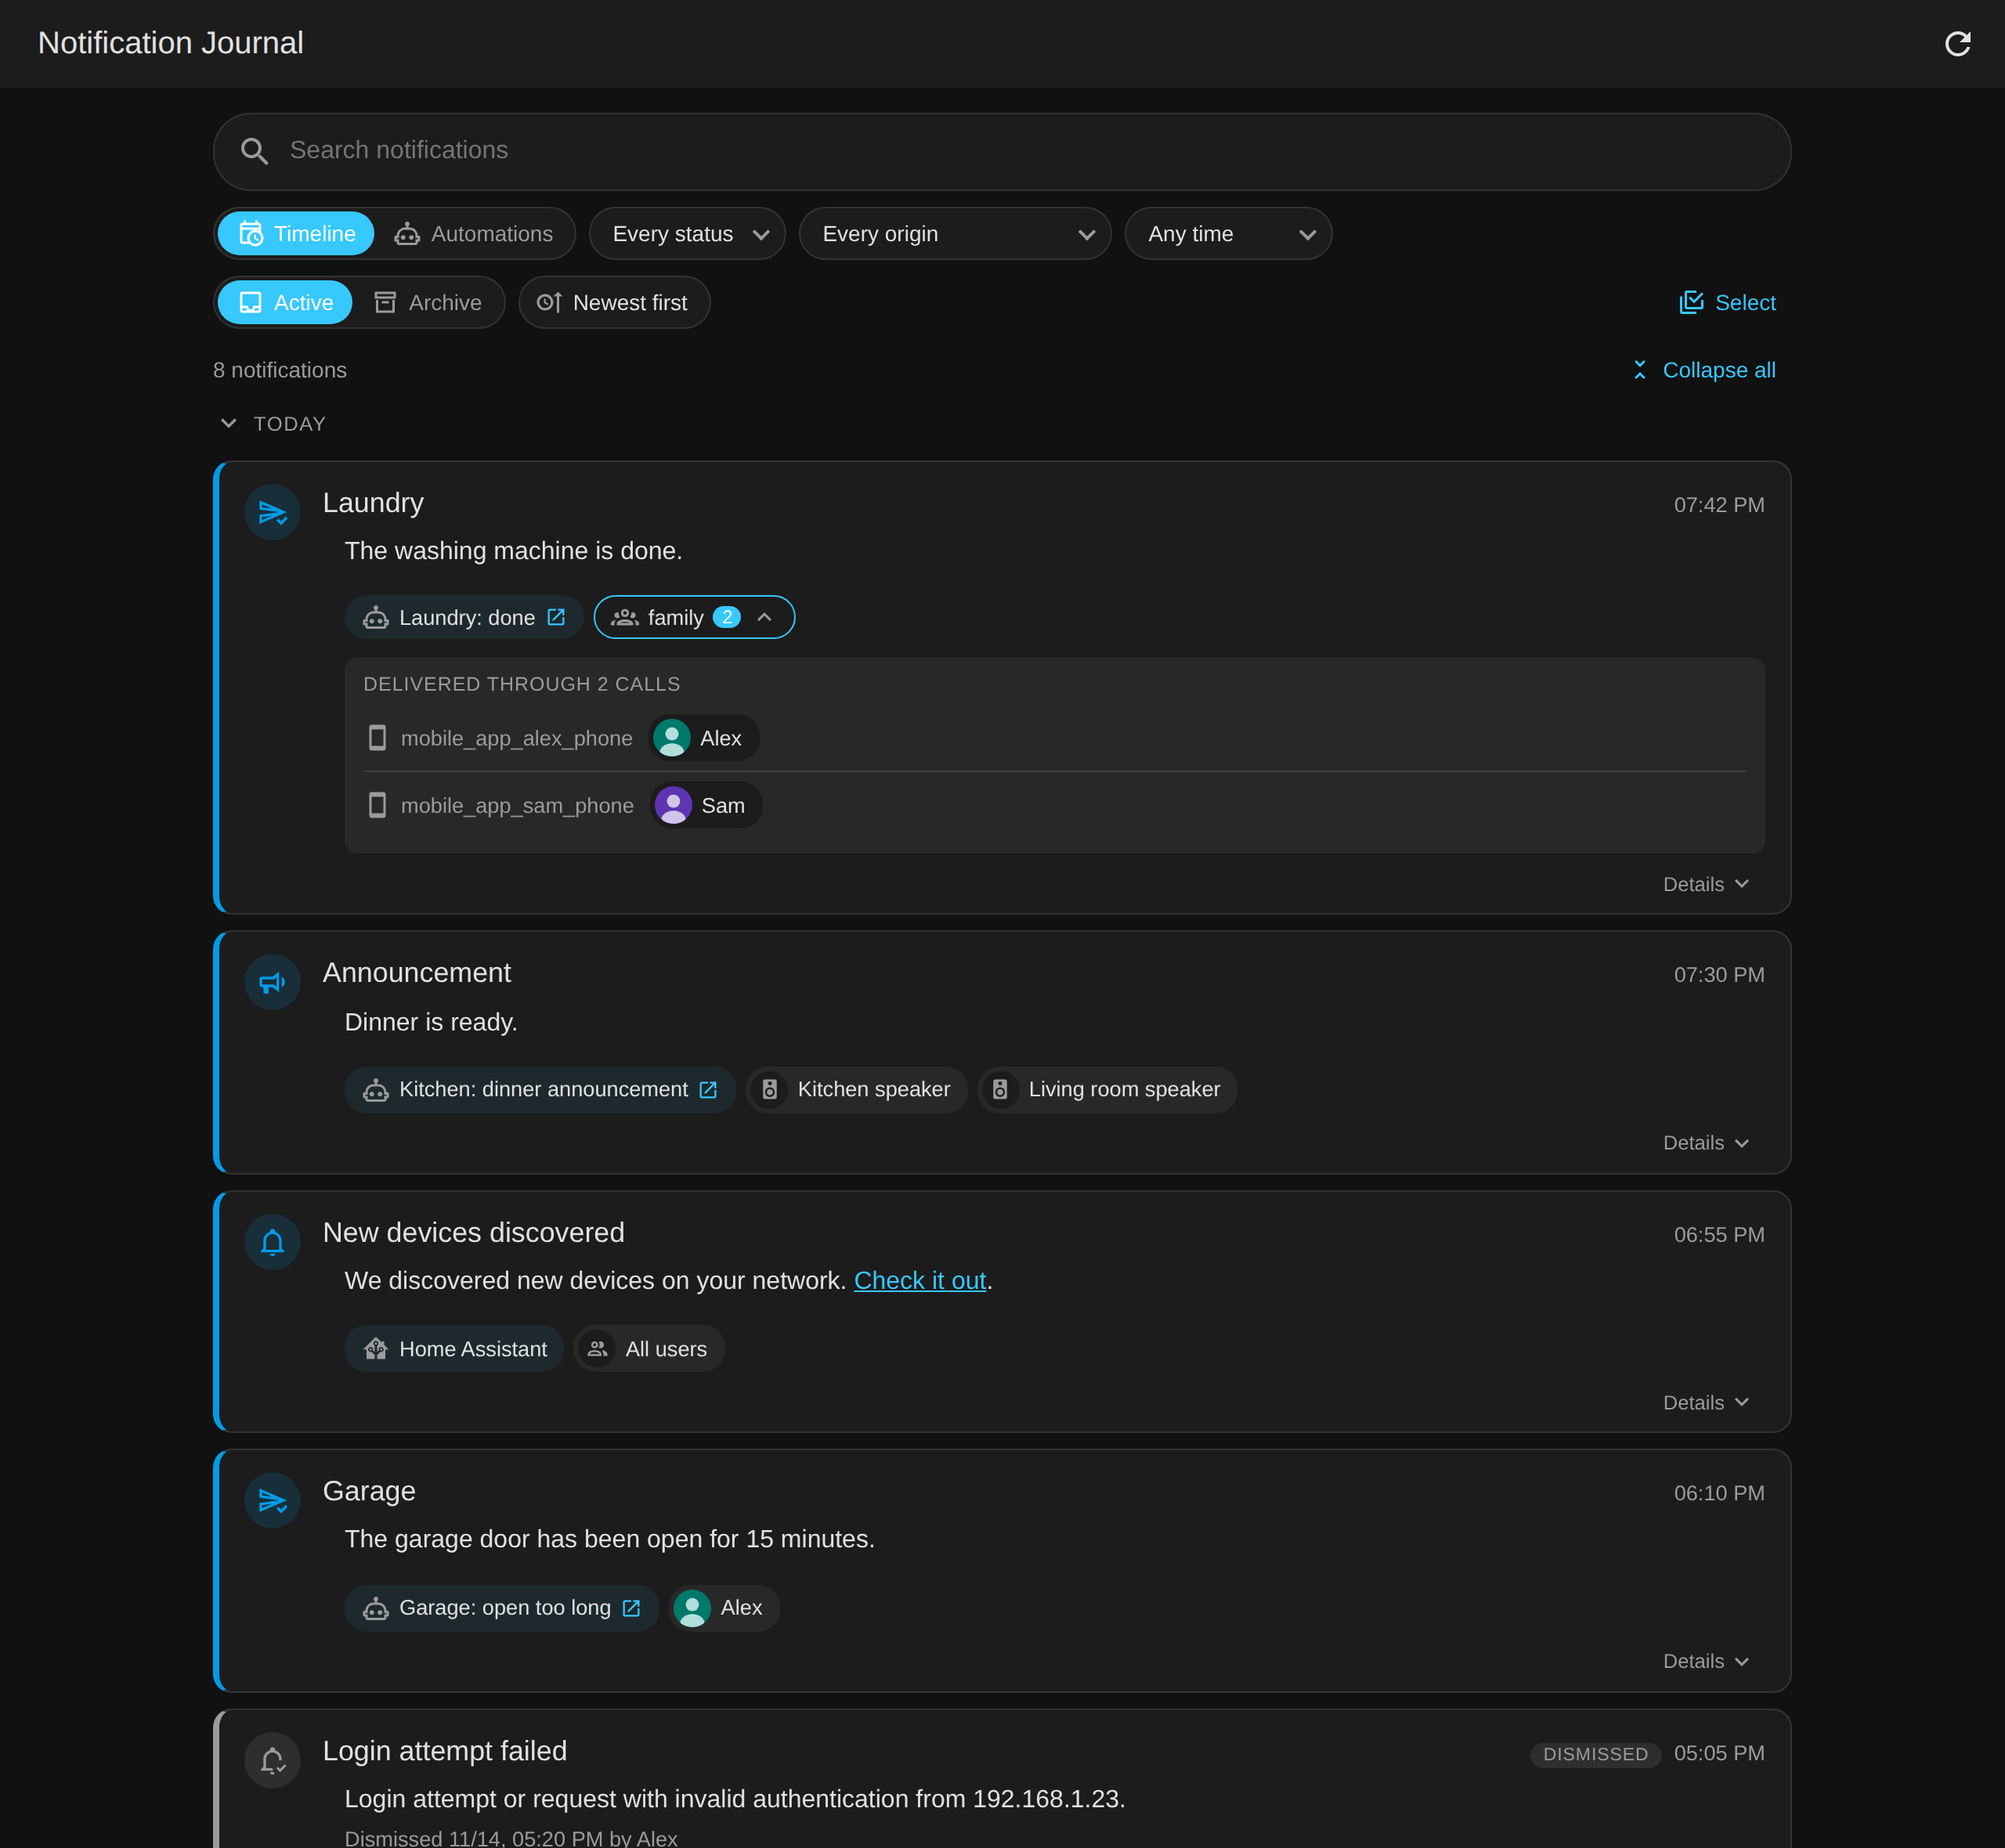 Notification Journal
Search notifications
Timeline Automations Every status Every origin Any time
Active Archive Newest first Select
8 notifications Collapse all
TODAY
Laundry 07:42 PM
The washing machine is done.
Laundry: done family 2
DELIVERED THROUGH 2 CALLS
mobile_app_alex_phone Alex
mobile_app_sam_phone Sam
Details
Announcement 07:30 PM
Dinner is ready.
Kitchen: dinner announcement Kitchen speaker Living room speaker
Details
New devices discovered 06:55 PM
We discovered new devices on your network. Check it out.
Home Assistant All users
Details
Garage 06:10 PM
The garage door has been open for 15 minutes.
Garage: open too long Alex
Details
Login attempt failed DISMISSED 05:05 PM
Login attempt or request with invalid authentication from 192.168.1.23.
Dismissed 11/14, 05:20 PM by Alex